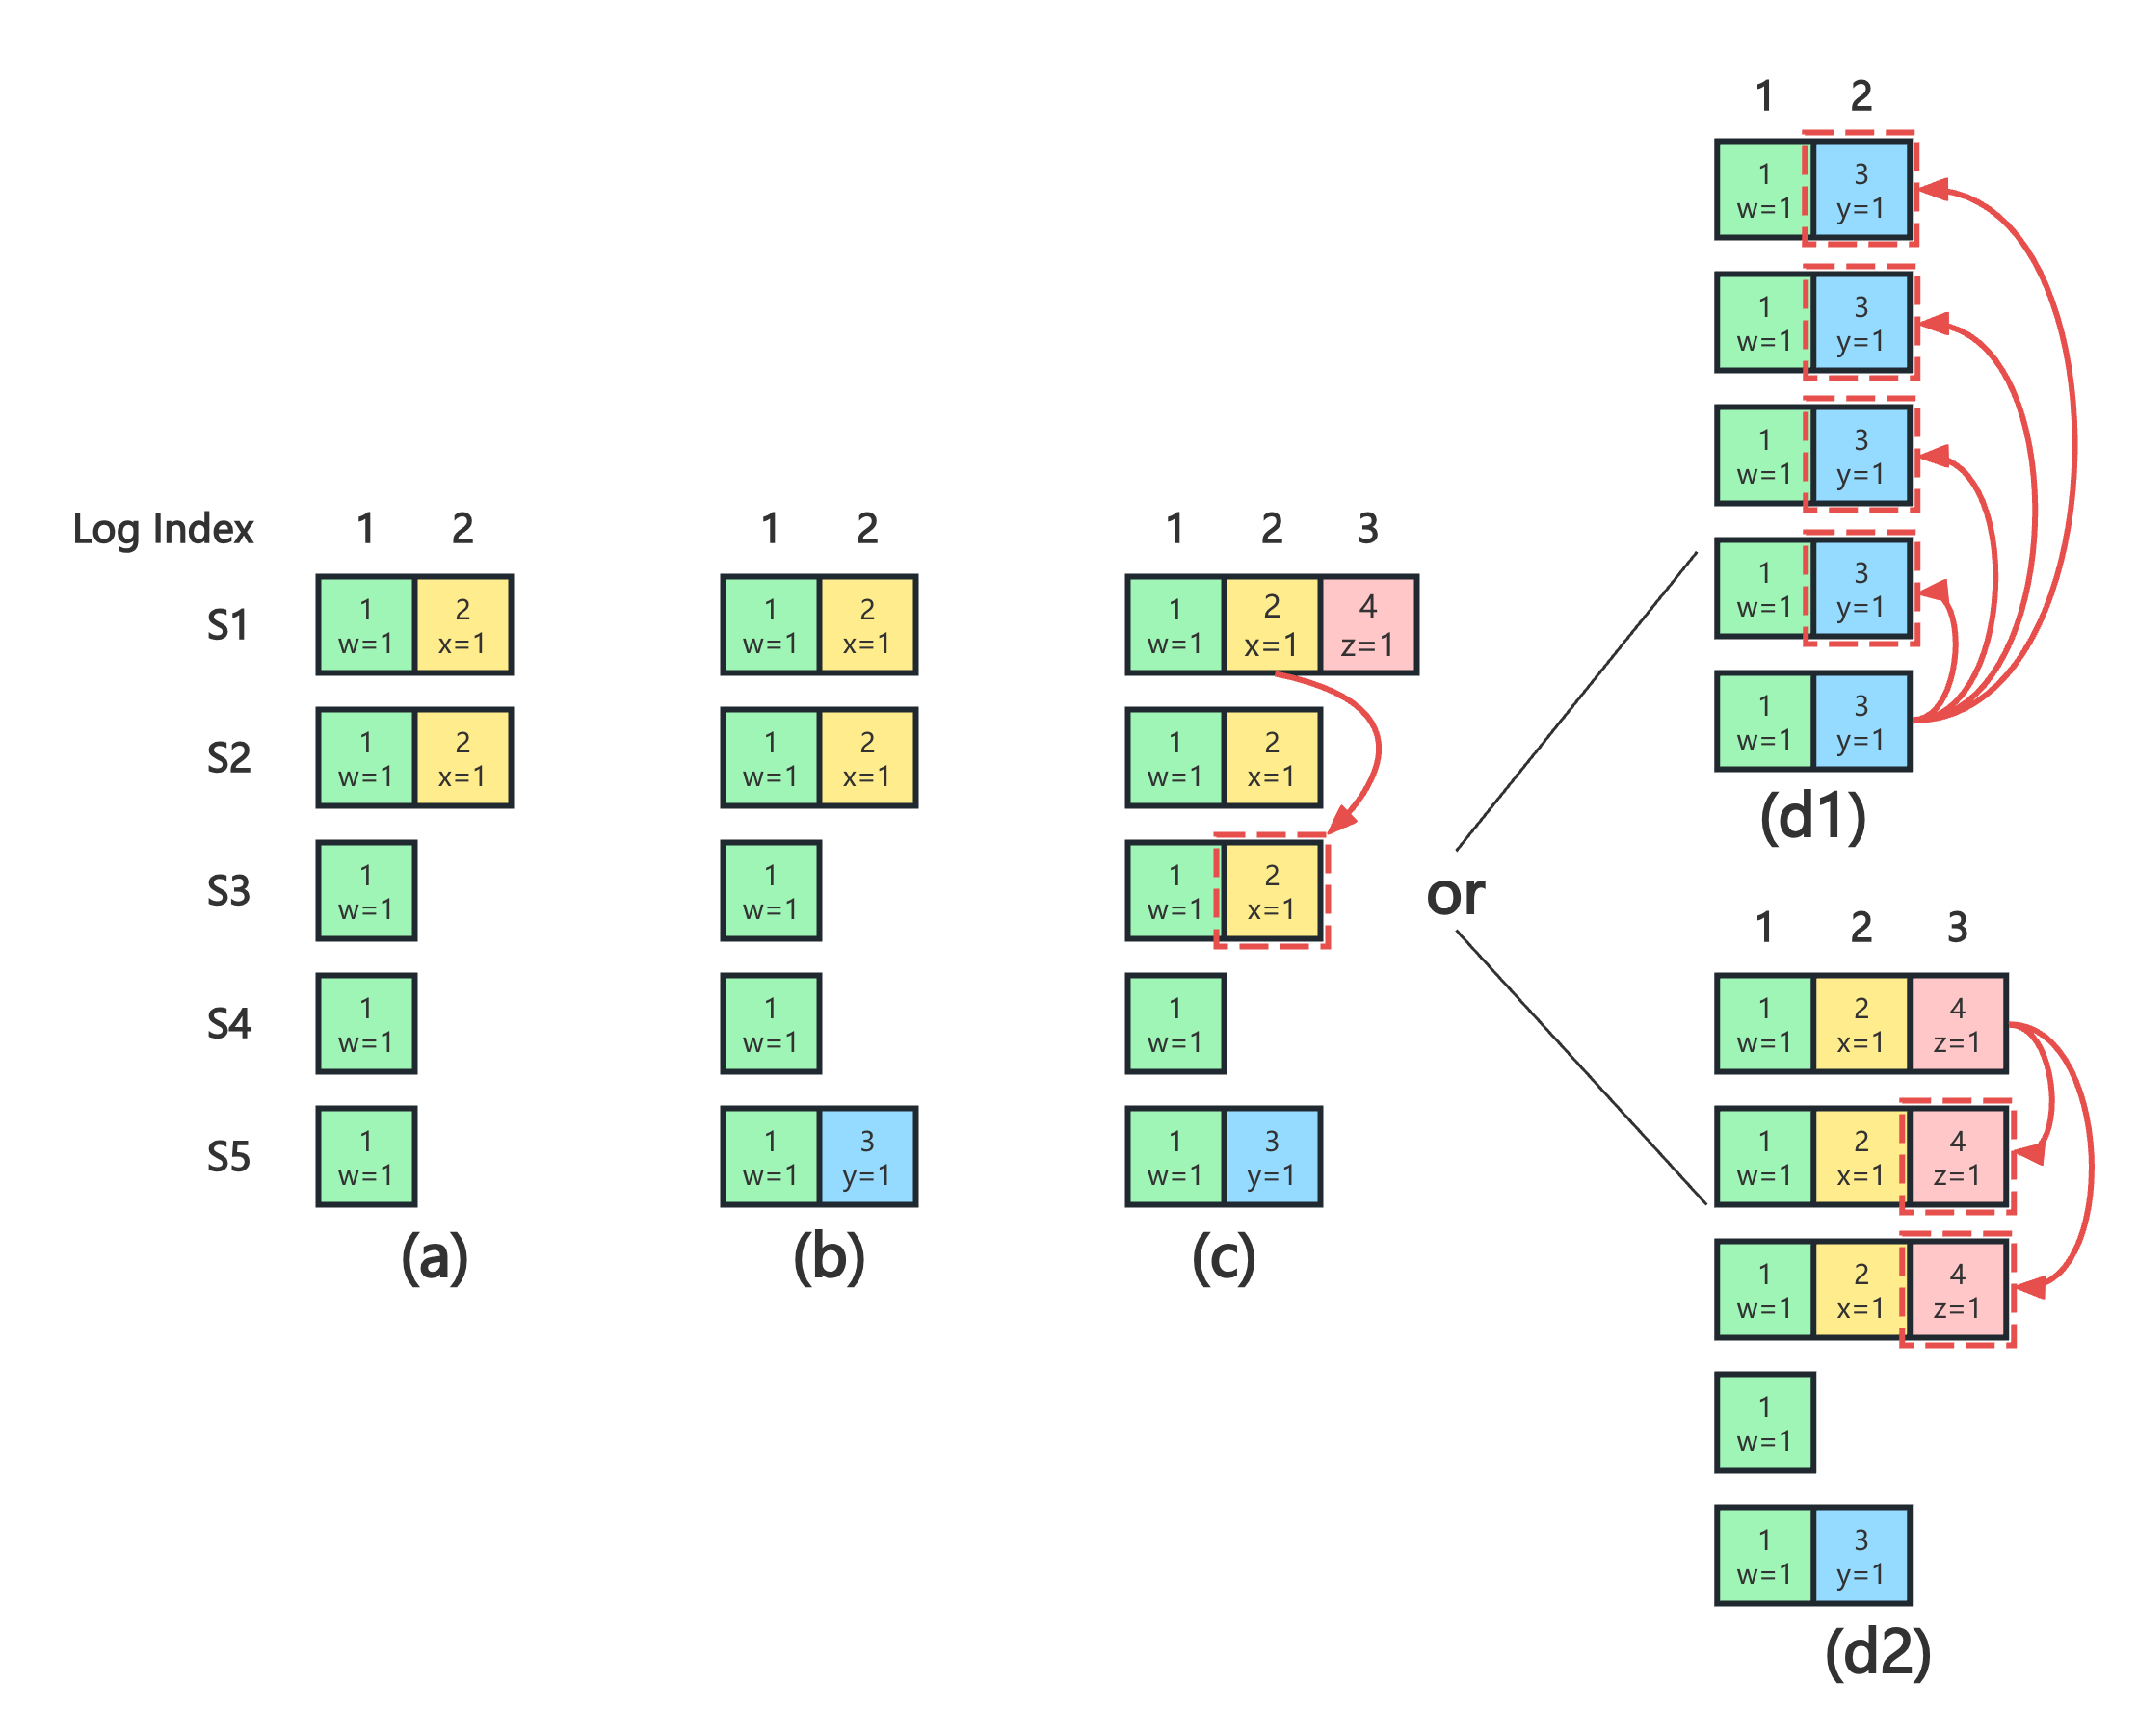 1 2
1 3
w=1 y=1
1 3
w=1 y=1
1 3
w=1 y=1
Log Index 1 2 1 2 1 2 3
1 3
w=1 y=1
S1 1 2 1 2 1 2 4
w=1 x=1 w=1 x=1 w=1 x=1 z=1
1 3
w=1 y=1
S2 1 2 1 2 1 2
w=1 x=1 w=1 x=1 w=1 x=1
(d1)
S3 1 1 1 2
w=1 w=1 w=1 x=1
or
1 2 3
S4 1 1 1
w=1 w=1 w=1
1 2 4
w=1 x=1 z=1
S5 1 1 3 1 3
w=1 w=1 y=1 w=1 y=1
1 2 4
w=1 x=1 z=1
(a) (b) (c)
1 2 4
w=1 x=1 z=1
1
w=1
1 3
w=1 y=1
(d2)